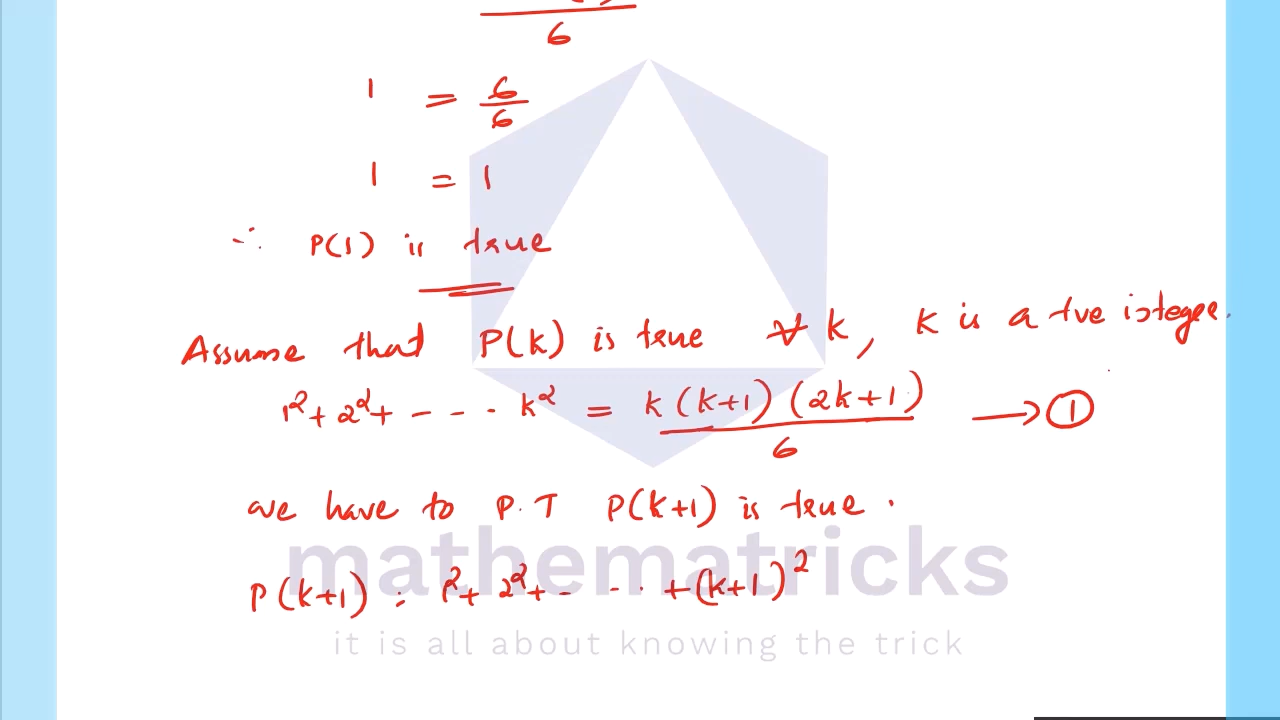 6
1 = 6/6
1 = 1
∴ P(1) is true
Assume that P(k) is true ∀ k, k is a +ve integer.
1²+2²+ - - - k² = k(k+1)(2k+1)/6 → ①
we have to P.T P(k+1) is true.
P(k+1) : 1²+2²+ - - - - +(k+1)²
mathematricks
it is all about knowing the trick